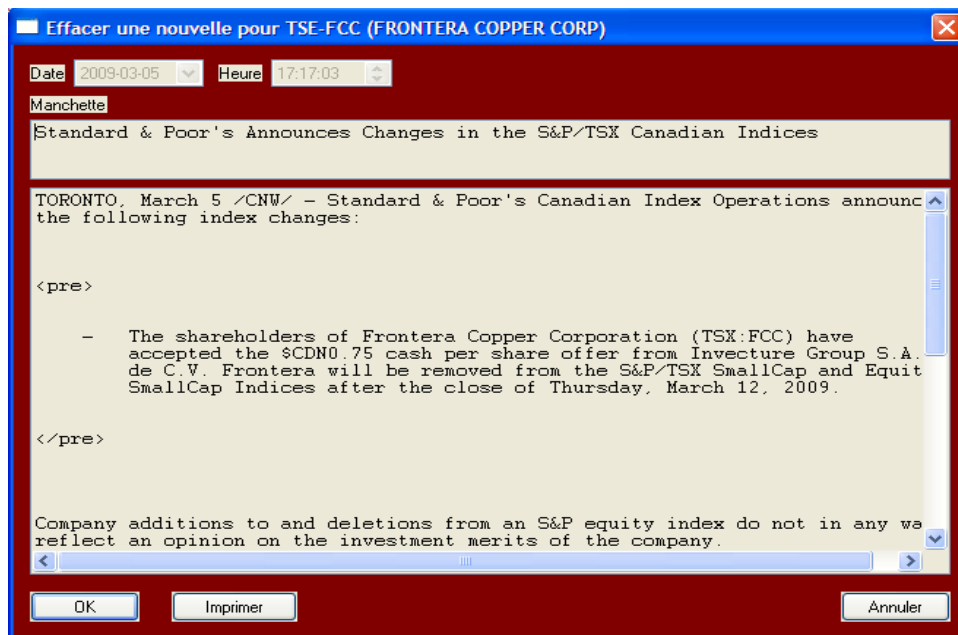 Effacer une nouvelle pour TSE-FCC (FRONTERA COPPER CORP)
Date 2009-03-05 Heure 17:17:03
Manchette
Standard & Poor's Announces Changes in the S&P/TSX Canadian Indices
TORONTO, March 5 /CNW/ - Standard & Poor's Canadian Index Operations announc
the following index changes:
<pre>
- The shareholders of Frontera Copper Corporation (TSX:FCC) have
accepted the $CDN0.75 cash per share offer from Invecture Group S.A.
de C.V. Frontera will be removed from the S&P/TSX SmallCap and Equit
SmallCap Indices after the close of Thursday, March 12, 2009.
</pre>
Company additions to and deletions from an S&P equity index do not in any wa
reflect an opinion on the investment merits of the company.
OK Imprimer Annuler